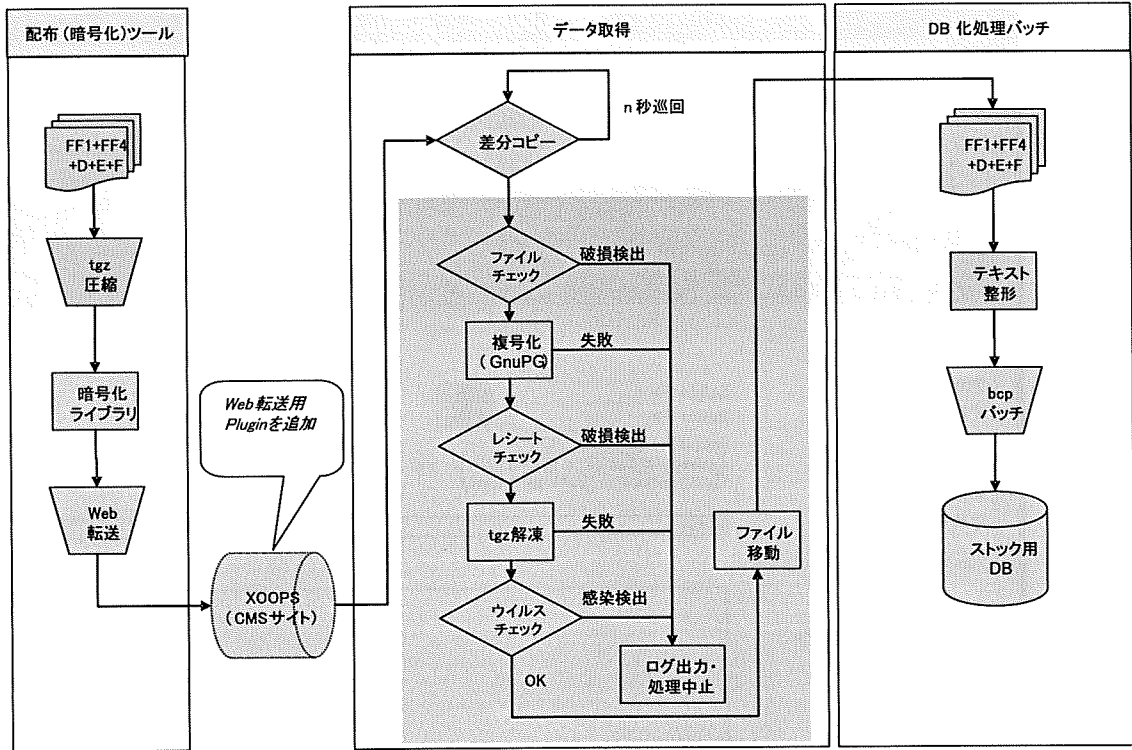 配布(暗号化)ツール
FF1+FF4
+D+E+F
tgz
圧縮
暗号化
ライブラリ
Web
転送
Web転送用
Pluginを追加
XOOPS
(CMSサイト)
データ取得
n秒巡回
差分コピー
ファイル
チェック
破損検出
複号化
(GnuPG)
失敗
レシート
チェック
破損検出
tgz解凍
失敗
ウイルス
チェック
感染検出
OK
ログ出力・
処理中止
ファイル
移動
DB 化処理バッチ
FF1+FF4
+D+E+F
テキスト
整形
bcp
バッチ
ストック用
DB